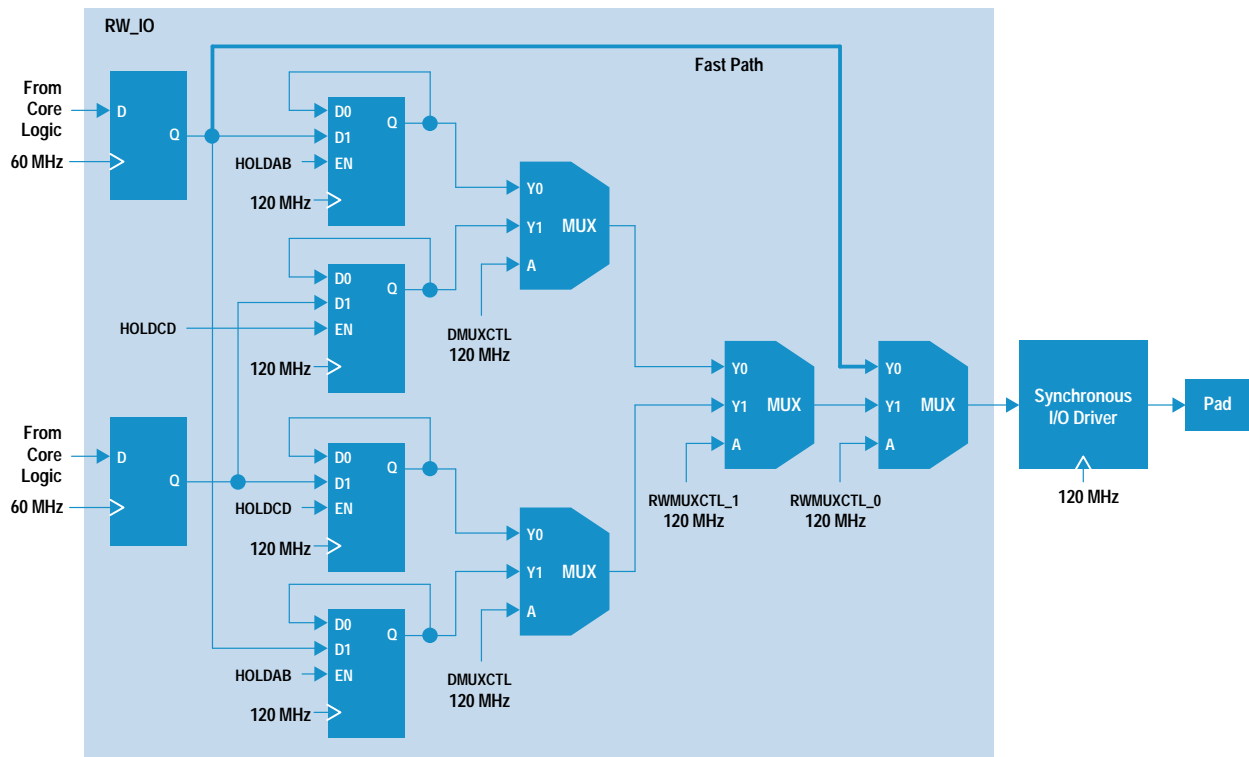 RW_IO
Fast Path
From
Core
Logic
60 MHz
D
Q
D0
D1
EN
Q
HOLDAB
120 MHz
Y0
Y1
A
MUX
DMUXCTL
120 MHz
D0
D1
EN
Q
HOLDCD
120 MHz
Y0
Y1
A
MUX
RWMUXCTL_1
120 MHz
Y0
Y1
A
MUX
RWMUXCTL_0
120 MHz
Synchronous
I/O Driver
120 MHz
Pad
From
Core
Logic
60 MHz
D
Q
D0
D1
EN
Q
HOLDCD
120 MHz
Y0
Y1
A
MUX
DMUXCTL
120 MHz
D0
D1
EN
Q
HOLDAB
120 MHz